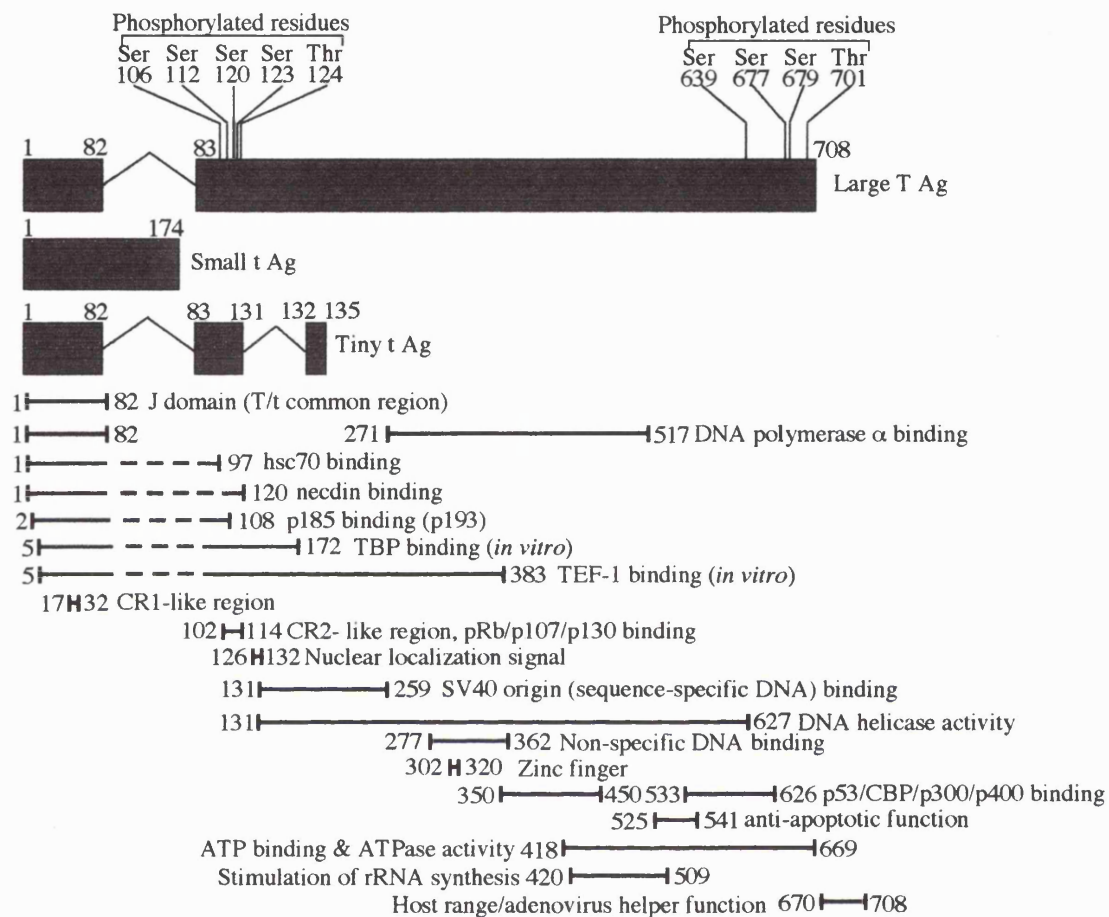 Phosphorylated residues Phosphorylated residues
Ser Ser Ser Ser Thr Ser Ser Ser Thr
106 112 120 123 124 639 677 679 701
1 82 83 708
Large T Ag
1 174
Small t Ag
1 82 83 131 132 135
Tiny t Ag
1 82 J domain (T/t common region)
1 82 271 517 DNA polymerase α binding
1 97 hsc70 binding
1 120 necdin binding
2 108 p185 binding (p193)
5 172 TBP binding (in vitro)
5 383 TEF-1 binding (in vitro)
17 32 CR1-like region
102 114 CR2- like region, pRb/p107/p130 binding
126 132 Nuclear localization signal
131 259 SV40 origin (sequence-specific DNA) binding
131 627 DNA helicase activity
277 362 Non-specific DNA binding
302 320 Zinc finger
350 450 533 626 p53/CBP/p300/p400 binding
525 541 anti-apoptotic function
ATP binding & ATPase activity 418 669
Stimulation of rRNA synthesis 420 509
Host range/adenovirus helper function 670 708